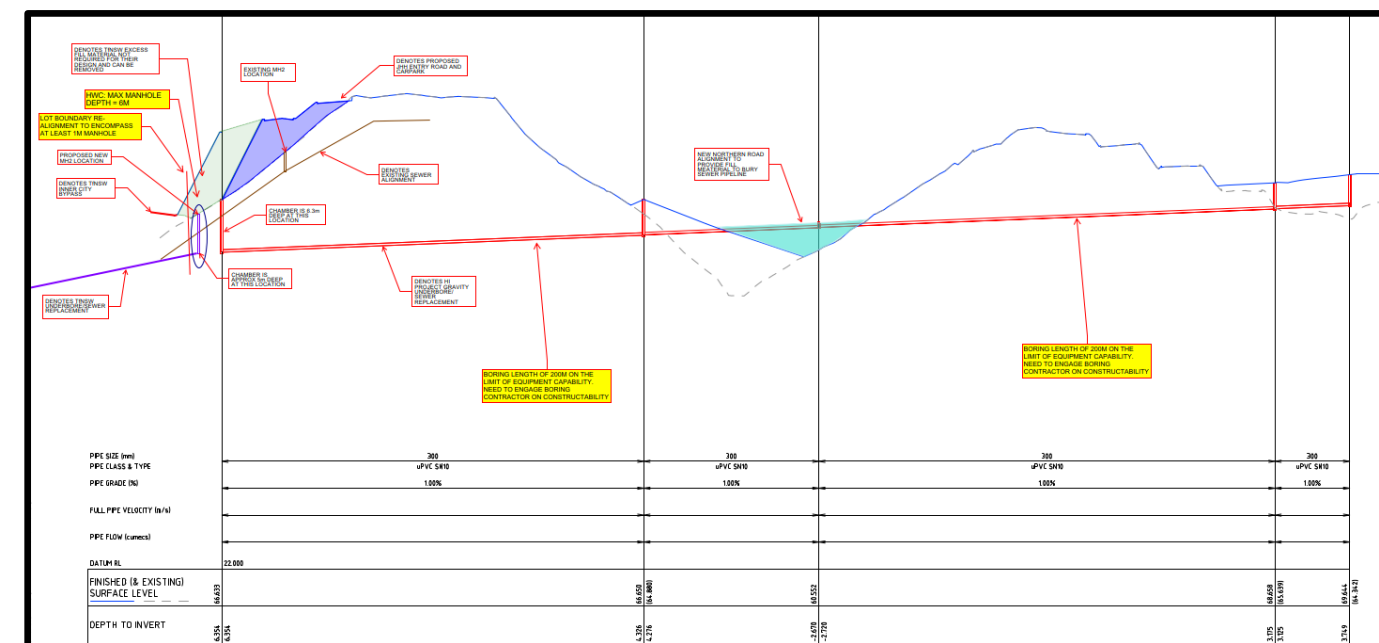 DENOTES TfNSW EXCESS
FILL MATERIAL NOT
REQUIRED FOR THEIR
DESIGN AND CAN BE
REMOVED
HWC: MAX MANHOLE
DEPTH = 6M
LOT BOUNDARY RE-
ALIGNMENT TO ENCOMPASS
AT LEAST 1M MANHOLE
PROPOSED NEW
MH2 LOCATION
DENOTES TfNSW
INNER CITY
BYPASS
EXISTING MH2
LOCATION
DENOTES PROPOSED
JHH ENTRY ROAD AND
CARPARK
DENOTES
EXISTING SEWER
ALIGNMENT
CHAMBER IS 6.3m
DEEP AT THIS
LOCATION
CHAMBER IS
APPROX 5m DEEP
AT THIS LOCATION
DENOTES TfNSW
UNDERBORE/SEWER
REPLACEMENT
DENOTES HI
PROJECT GRAVITY
UNDERBORE/
SEWER
REPLACEMENT
NEW NORTHERN ROAD
ALIGNMENT TO
PROVIDE FILL
MEATERIAL TO BURY
SEWER PIPELINE
BORING LENGTH OF 200M ON THE
LIMIT OF EQUIPMENT CAPABILITY.
NEED TO ENGAGE BORING
CONTRACTOR ON CONSTRUCTABILITY
BORING LENGTH OF 200M ON THE
LIMIT OF EQUIPMENT CAPABILITY.
NEED TO ENGAGE BORING
CONTRACTOR ON CONSTRUCTABILITY
PIPE SIZE (mm) 300 300 300 300
PIPE CLASS & TYPE uPVC SN10 uPVC SN10 uPVC SN10 uPVC SN10
PIPE GRADE (%) 1.00% 1.00% 1.00% 1.00%
FULL PIPE VELOCITY (m/s)
PIPE FLOW (cumecs)
DATUM RL 22.000
FINISHED (& EXISTING)
SURFACE LEVEL
66.633
66.650
(64.880)
60.552
68.658
(65.639)
69.644
(64.342)
DEPTH TO INVERT
6.354
6.354
4.326
4.276
-2.670
-2.720
3.175
3.125
3.749